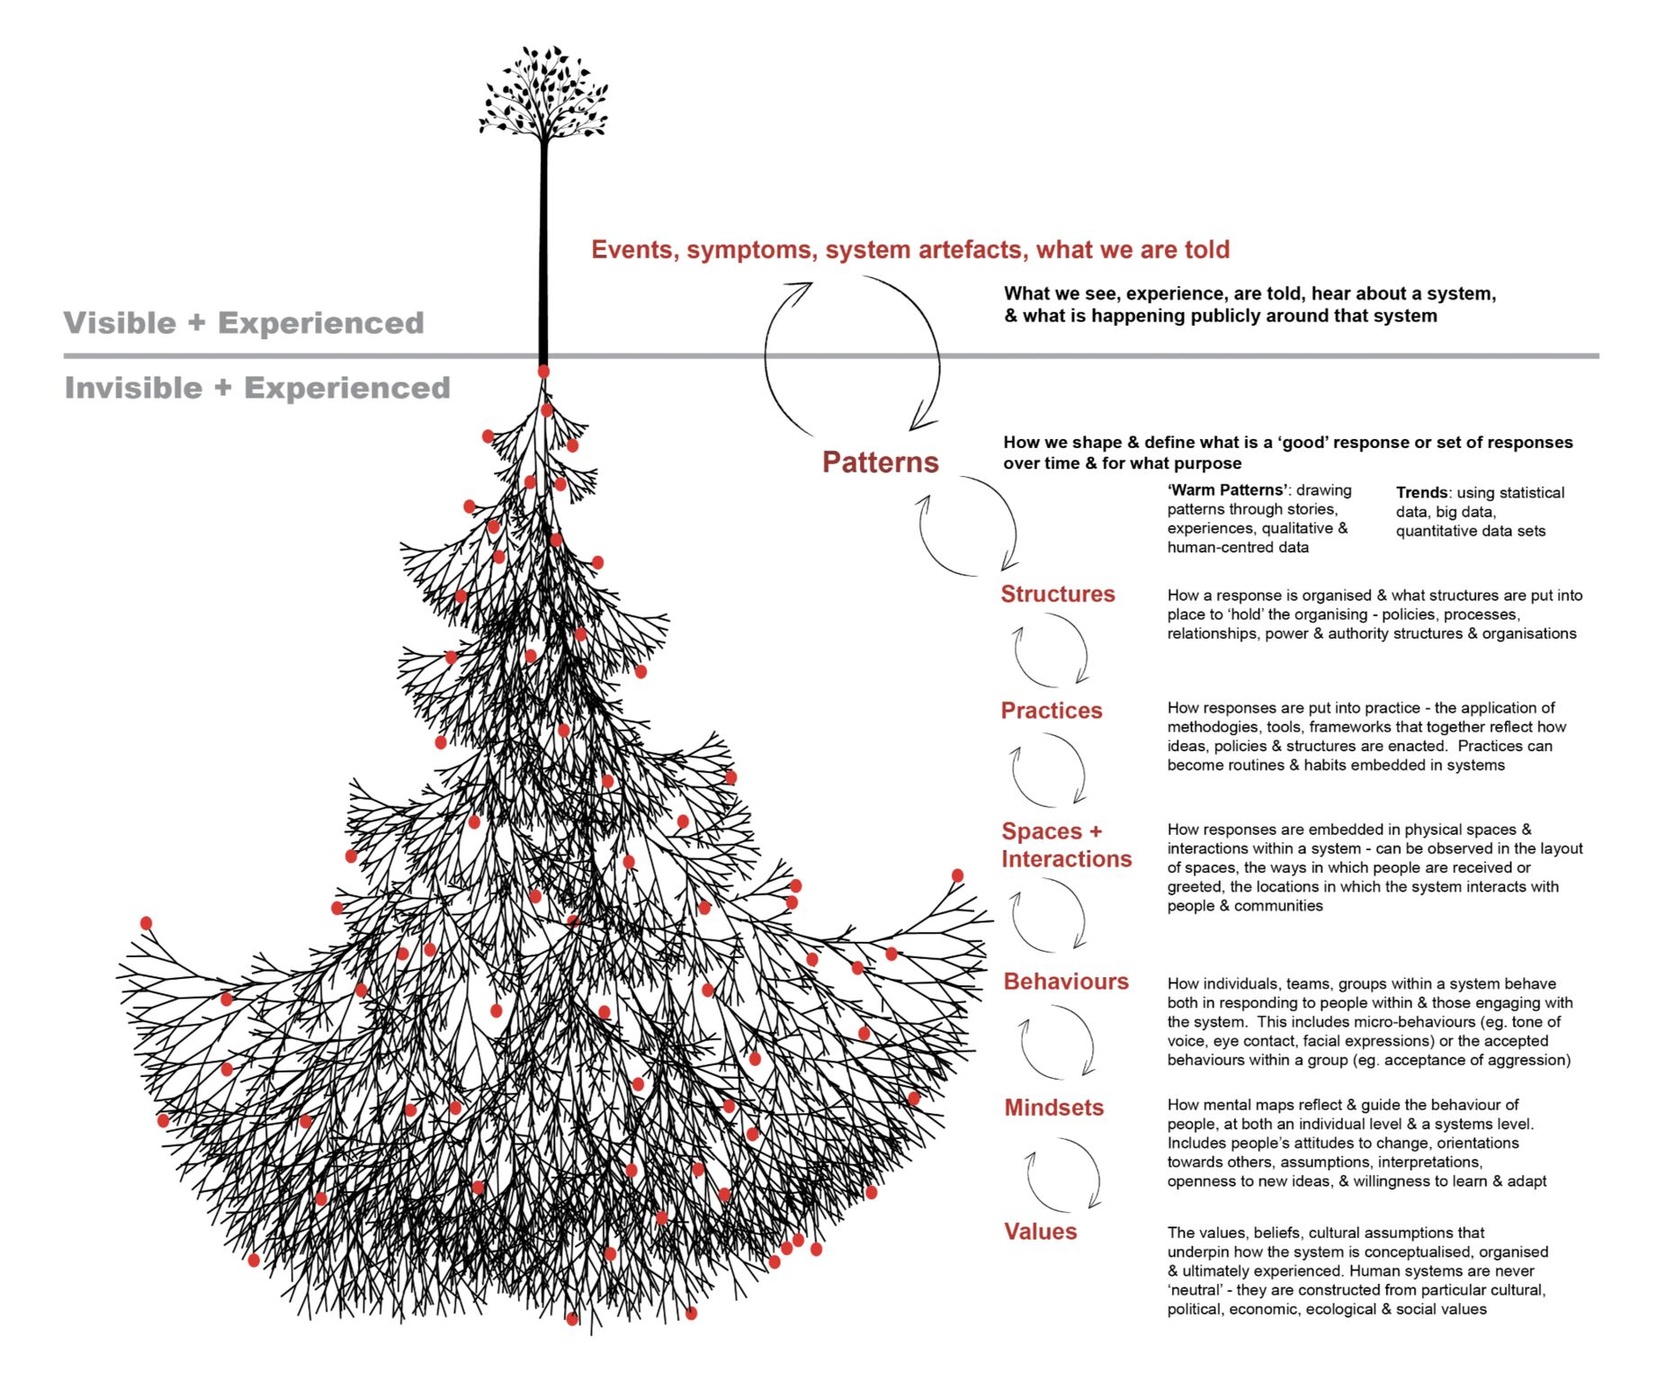 Events, symptoms, system artefacts, what we are told
What we see, experience, are told, hear about a system,
& what is happening publicly around that system
Visible + Experienced
Invisible + Experienced
Patterns
How we shape & define what is a ‘good’ response or set of responses
over time & for what purpose
‘Warm Patterns’: drawing
patterns through stories,
experiences, qualitative &
human-centred data
Trends: using statistical
data, big data,
quantitative data sets
Structures
How a response is organised & what structures are put into
place to ‘hold’ the organising - policies, processes,
relationships, power & authority structures & organisations
Practices
How responses are put into practice - the application of
methodogies, tools, frameworks that together reflect how
ideas, policies & structures are enacted.  Practices can
become routines & habits embedded in systems
Spaces +
Interactions
How responses are embedded in physical spaces &
interactions within a system - can be observed in the layout
of spaces, the ways in which people are received or
greeted, the locations in which the system interacts with
people & communities
Behaviours
How individuals, teams, groups within a system behave
both in responding to people within & those engaging with
the system.  This includes micro-behaviours (eg. tone of
voice, eye contact, facial expressions) or the accepted
behaviours within a group (eg. acceptance of aggression)
Mindsets
How mental maps reflect & guide the behaviour of
people, at both an individual level & a systems level.
Includes people’s attitudes to change, orientations
towards others, assumptions, interpretations,
openness to new ideas, & willingness to learn & adapt
Values
The values, beliefs, cultural assumptions that
underpin how the system is conceptualised, organised
& ultimately experienced. Human systems are never
‘neutral’ - they are constructed from particular cultural,
political, economic, ecological & social values